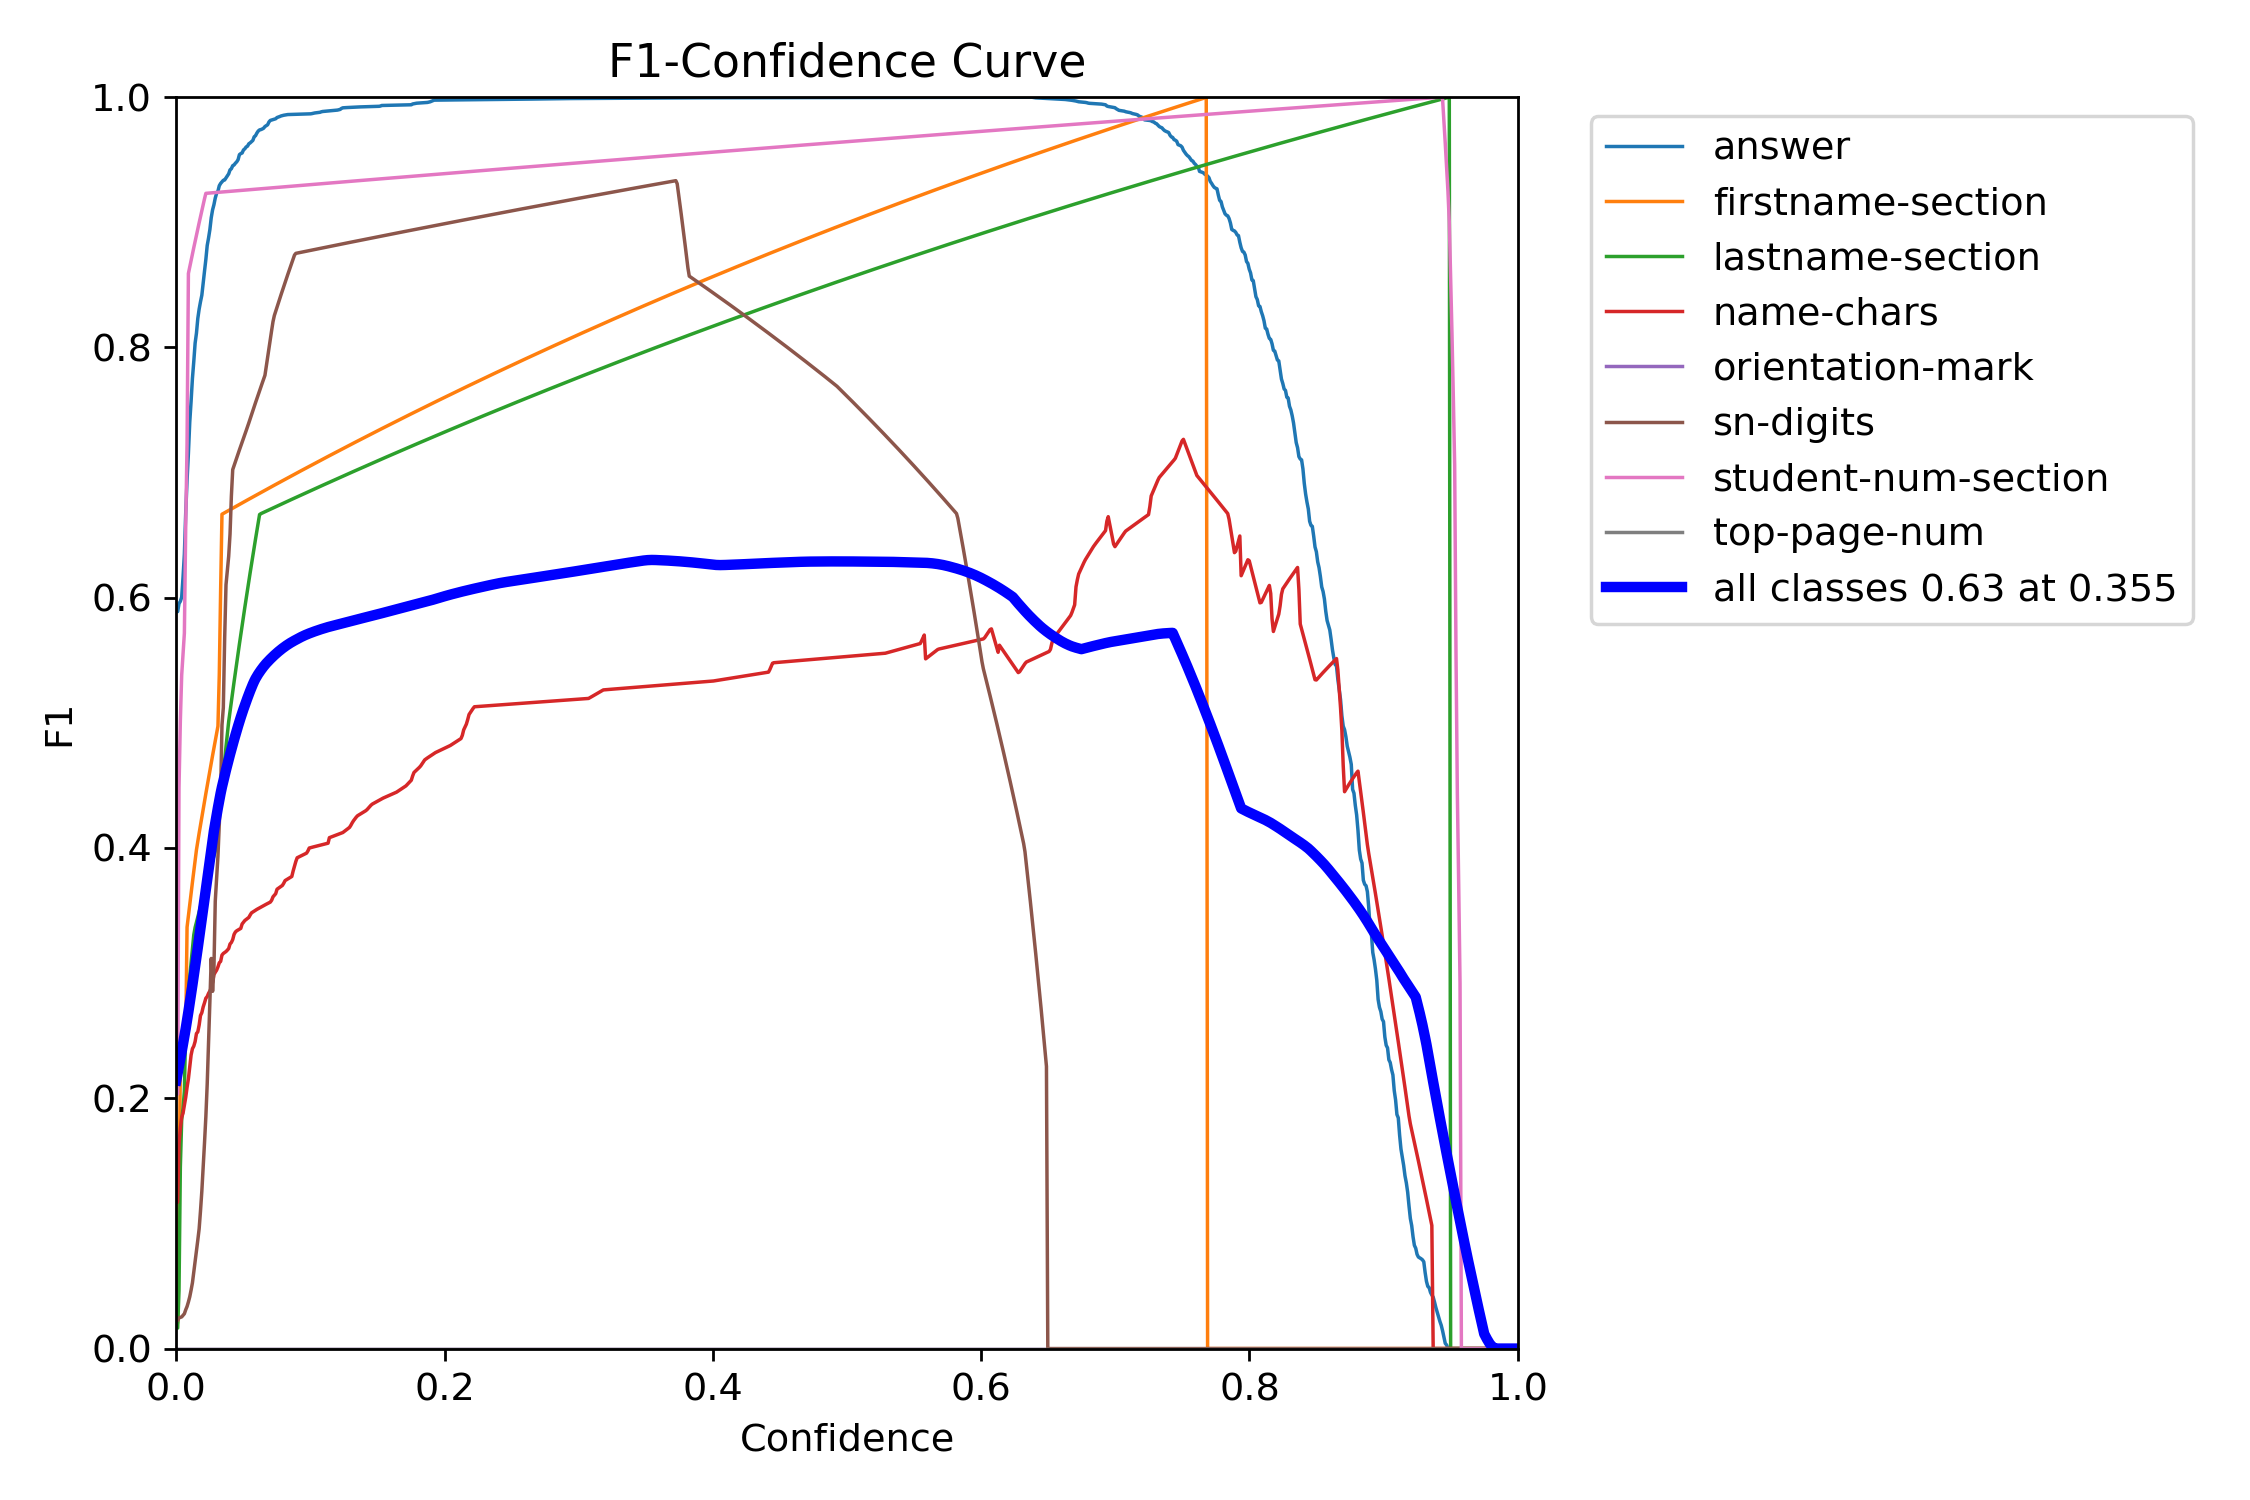 F1-Confidence Curve
1.0
0.8
0.6
0.4
0.2
0.0
F1
0.0 0.2 0.4 0.6 0.8 1.0
Confidence
answer
firstname-section
lastname-section
name-chars
orientation-mark
sn-digits
student-num-section
top-page-num
all classes 0.63 at 0.355